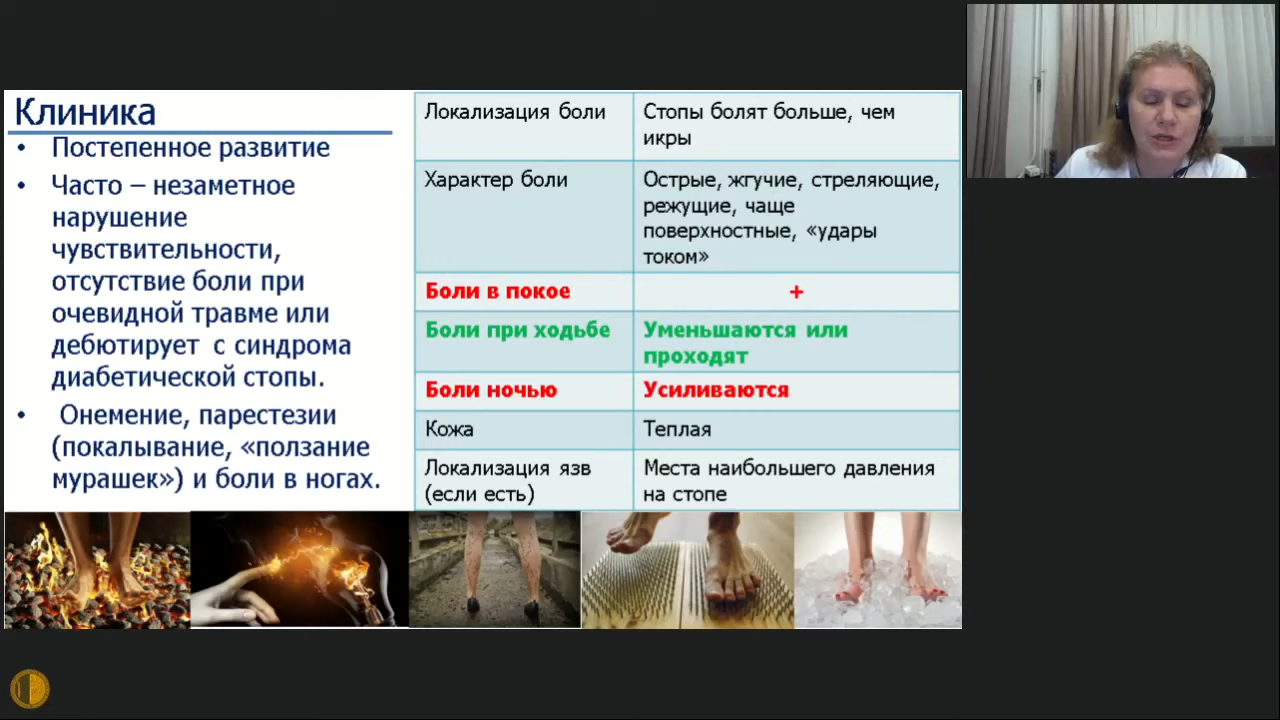 Клиника
• Постепенное развитие
• Часто – незаметное
нарушение
чувствительности,
отсутствие боли при
очевидной травме или
дебютирует с синдрома
диабетической стопы.
• Онемение, парестезии
(покалывание, «ползание
мурашек») и боли в ногах.
Локализация боли
Стопы болят больше, чем
икры
Характер боли
Острые, жгучие, стреляющие,
режущие, чаще
поверхностные, «удары
током»
Боли в покое
+
Боли при ходьбе
Уменьшаются или
проходят
Боли ночью
Усиливаются
Кожа
Теплая
Локализация язв
(если есть)
Места наибольшего давления
на стопе